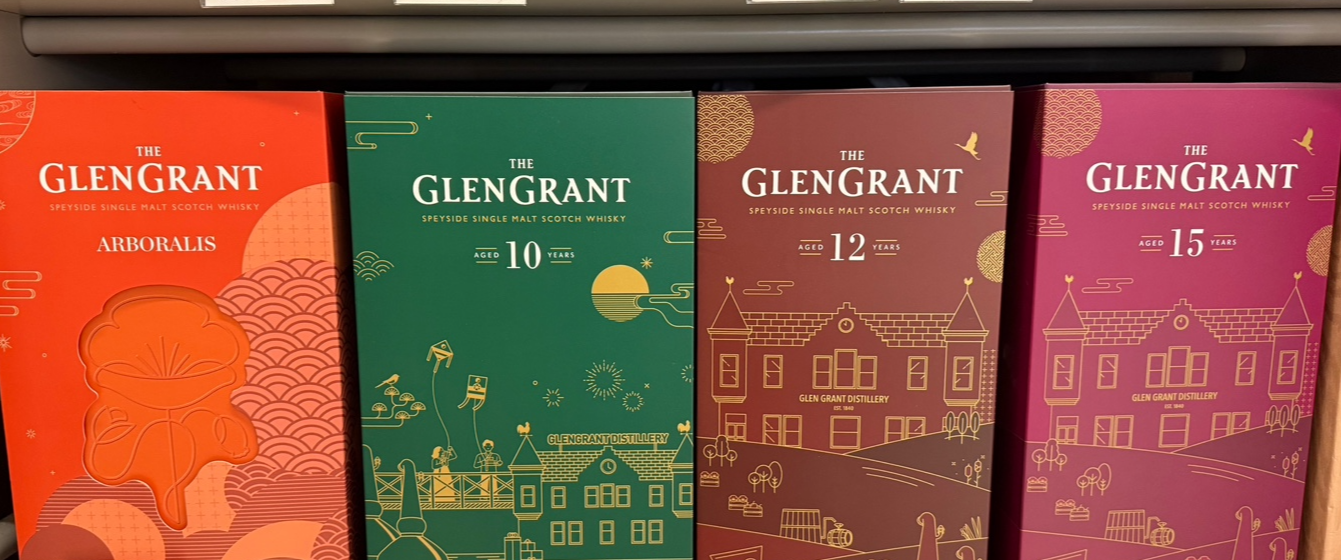 THE
GLENGRANT
SPEYSIDE SINGLE MALT SCOTCH WHISKY
ARBORALIS
THE
GLENGRANT
SPEYSIDE SINGLE MALT SCOTCH WHISKY
AGED 10 YEARS
GLENGRANT DISTILLERY
THE
GLENGRANT
SPEYSIDE SINGLE MALT SCOTCH WHISKY
AGED 12 YEARS
GLEN GRANT DISTILLERY
EST. 1840
THE
GLENGRANT
SPEYSIDE SINGLE MALT SCOTCH WHISKY
AGED 15 YEARS
GLEN GRANT DISTILLERY
EST. 1840